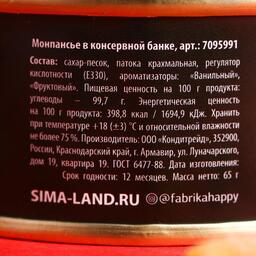 Монпансье в консервной банке, арт.: 7095991
Состав: сахар-песок, патока крахмальная, регулятор
кислотности (Е330), ароматизаторы: «Ванильный»,
«Фруктовый». Пищевая ценность на 100 г продукта:
углеводы – 99,7 г. Энергетическая ценность
на 100 г продукта: 398,8 ккал / 1694,9 кДж. Хранить
при температуре +18 (±3) °С и относительной влажности
не более 75 %. Производитель: ООО «Кондитрейд», 352900,
Россия, Краснодарский край, г. Армавир, ул. Луначарского,
дом 19, квартира 19. ГОСТ 6477-88. Дата изготовления:
Срок годности: 12 месяцев. Масса: 65 г
SIMA-LAND.RU @fabrikahappy